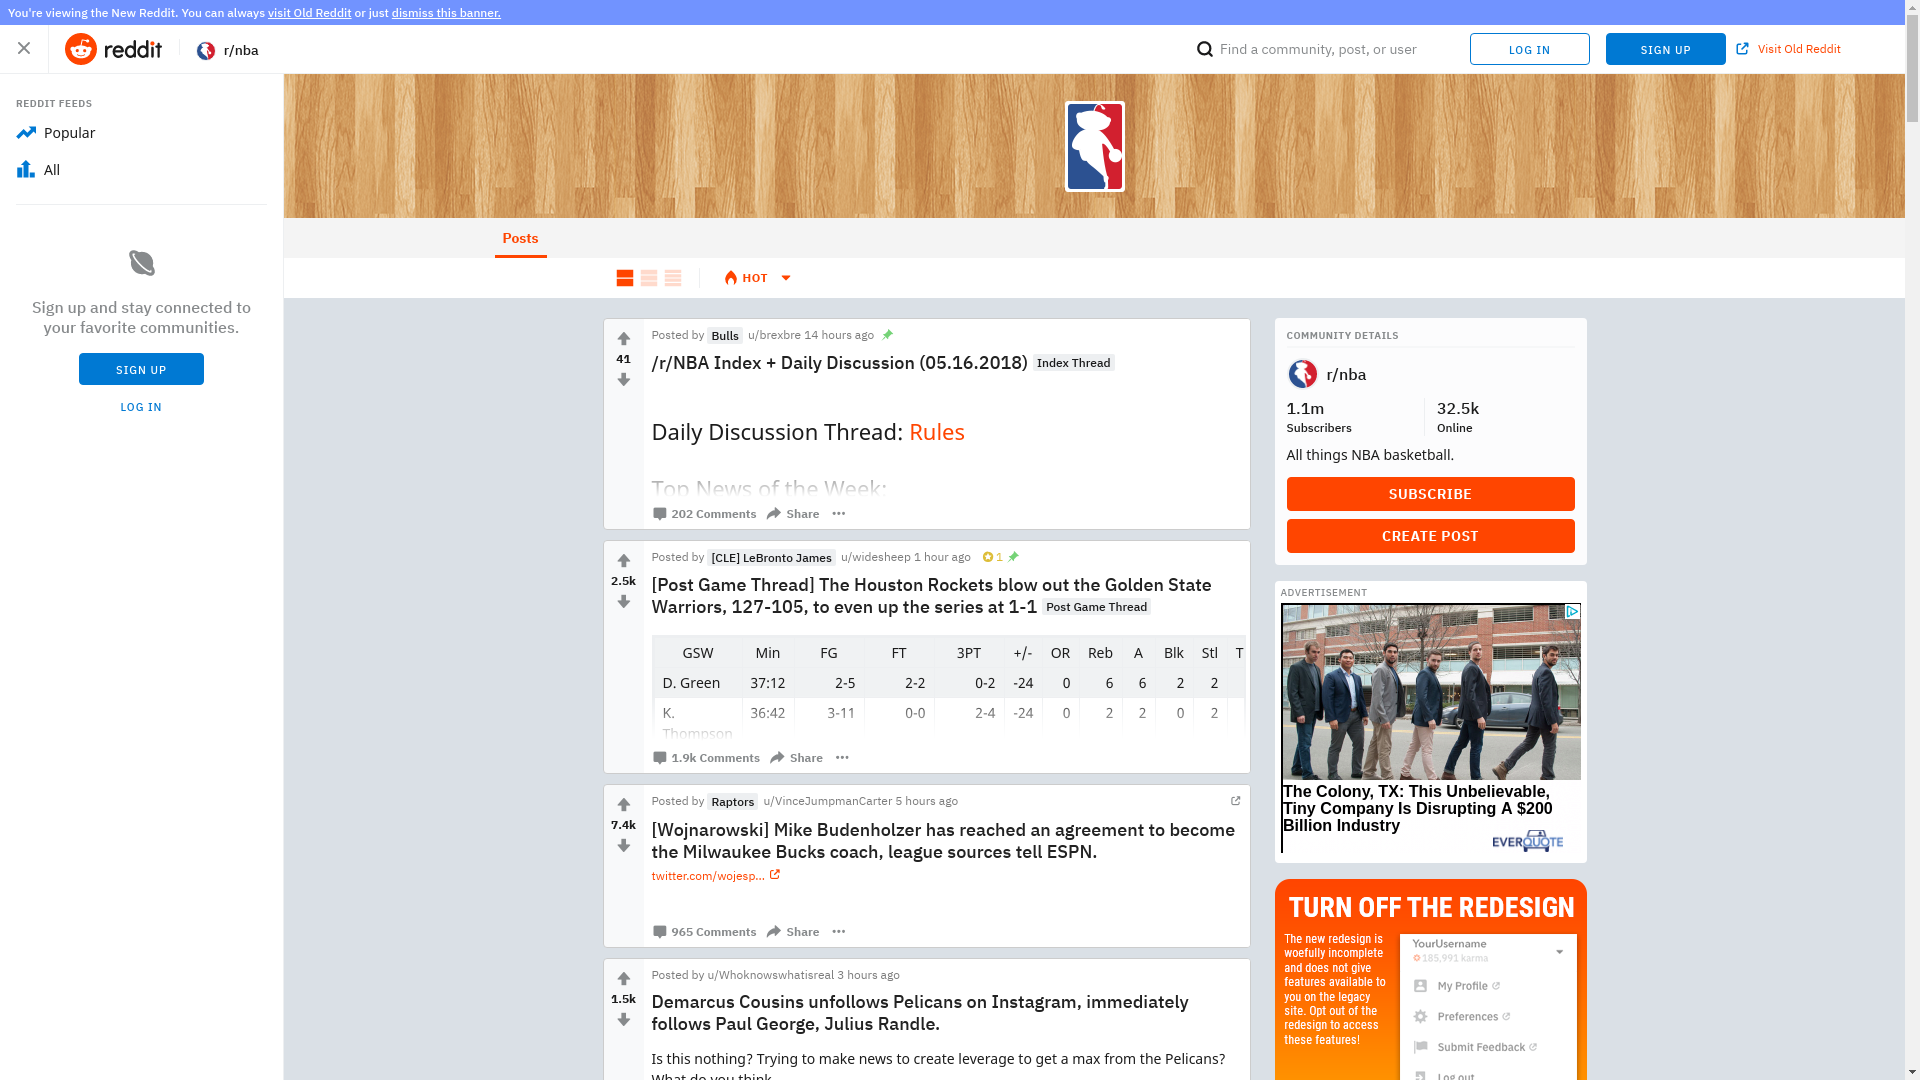 You're viewing the New Reddit. You can always visit Old Reddit or just dismiss this banner.
reddit
r/nba
Find a community, post, or user
LOG IN
SIGN UP
Visit Old Reddit
REDDIT FEEDS
Popular
All
Sign up and stay connected to
your favorite communities.
SIGN UP
LOG IN
Posts
HOT
41
Posted by Bulls u/brexbre 14 hours ago
/r/NBA Index + Daily Discussion (05.16.2018) Index Thread
Daily Discussion Thread: Rules
Top News of the Week:
202 Comments Share
2.5k
Posted by [CLE] LeBronto James u/widesheep 1 hour ago 1
[Post Game Thread] The Houston Rockets blow out the Golden State
Warriors, 127-105, to even up the series at 1-1 Post Game Thread
GSW Min FG FT 3PT +/- OR Reb A Blk Stl T
D. Green 37:12 2-5 2-2 0-2 -24 0 6 6 2 2
K. 36:42 3-11 0-0 2-4 -24 0 2 2 0 2
Thompson
1.9k Comments Share
7.4k
Posted by Raptors u/VinceJumpmanCarter 5 hours ago
[Wojnarowski] Mike Budenholzer has reached an agreement to become
the Milwaukee Bucks coach, league sources tell ESPN.
twitter.com/wojesp...
965 Comments Share
1.5k
Posted by u/Whoknowswhatisreal 3 hours ago
Demarcus Cousins unfollows Pelicans on Instagram, immediately
follows Paul George, Julius Randle.
Is this nothing? Trying to make news to create leverage to get a max from the Pelicans?
What do you think
COMMUNITY DETAILS
r/nba
1.1m 32.5k
Subscribers Online
All things NBA basketball.
SUBSCRIBE
CREATE POST
ADVERTISEMENT
The Colony, TX: This Unbelievable,
Tiny Company Is Disrupting A $200
Billion Industry
EVERQUOTE
TURN OFF THE REDESIGN
The new redesign is
woefully incomplete
and does not give
features available to
you on the legacy
site. Opt out of the
redesign to access
these features!
YourUsername
185,991 karma
My Profile
Preferences
Submit Feedback
Log out